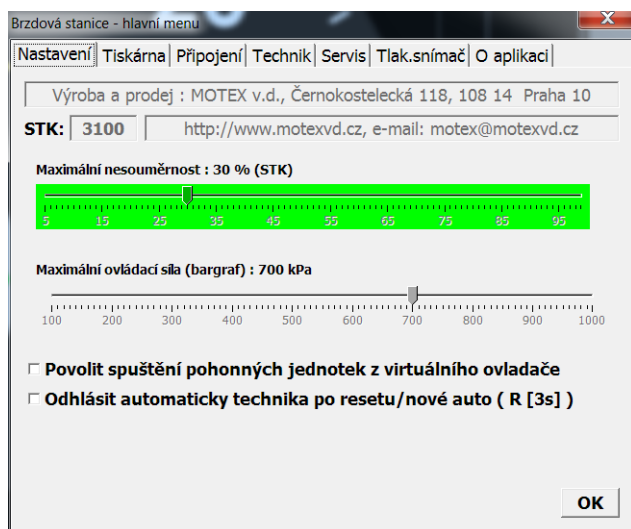 Brzdová stanice - hlavní menu
Nastavení Tiskárna Připojení Technik Servis Tlak.snímač O aplikaci
Výroba a prodej : MOTEX v.d., Černokostelecká 118, 108 14 Praha 10
STK: 3100 http://www.motexvd.cz, e-mail: motex@motexvd.cz
Maximální nesouměrnost : 30 % (STK)
5 15 25 35 45 55 65 75 85 95
Maximální ovládací síla (bargraf) : 700 kPa
100 200 300 400 500 600 700 800 900 1000
Povolit spuštění pohonných jednotek z virtuálního ovladače
Odhlásit automaticky technika po resetu/nové auto ( R [3s] )
OK